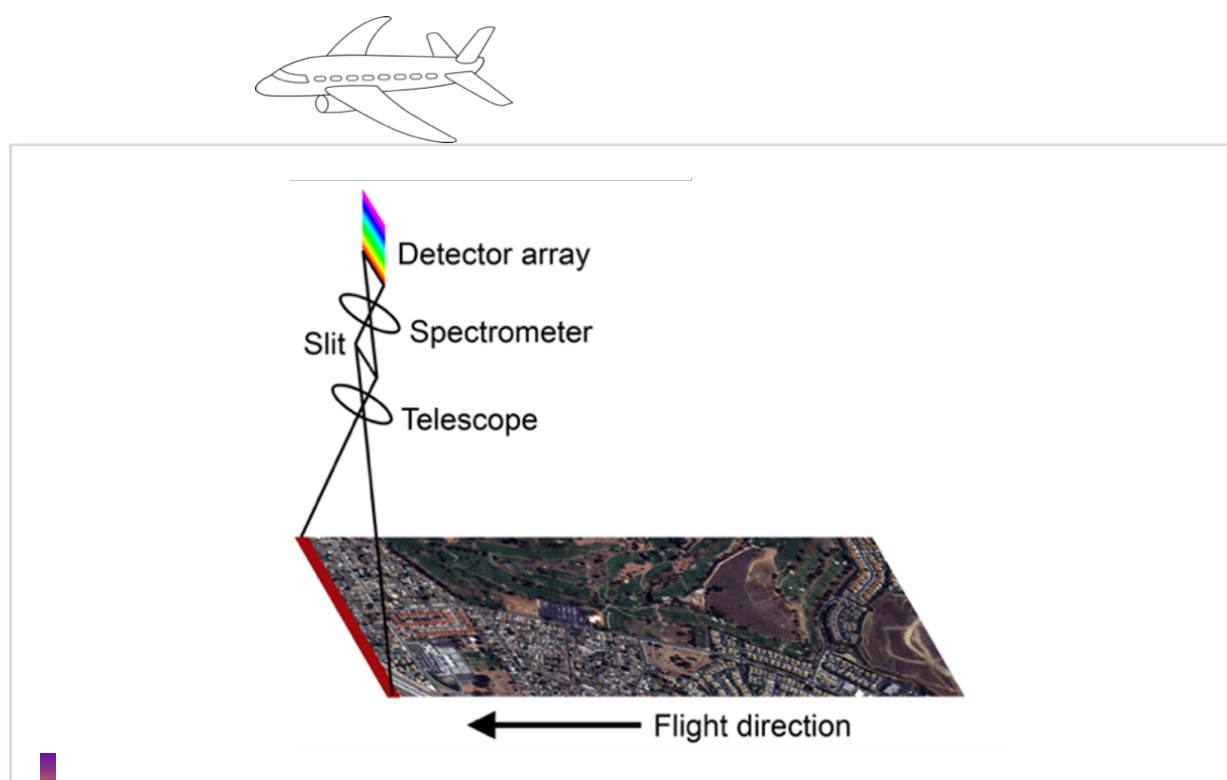 Detector array
Spectrometer
Slit
Telescope
Flight direction